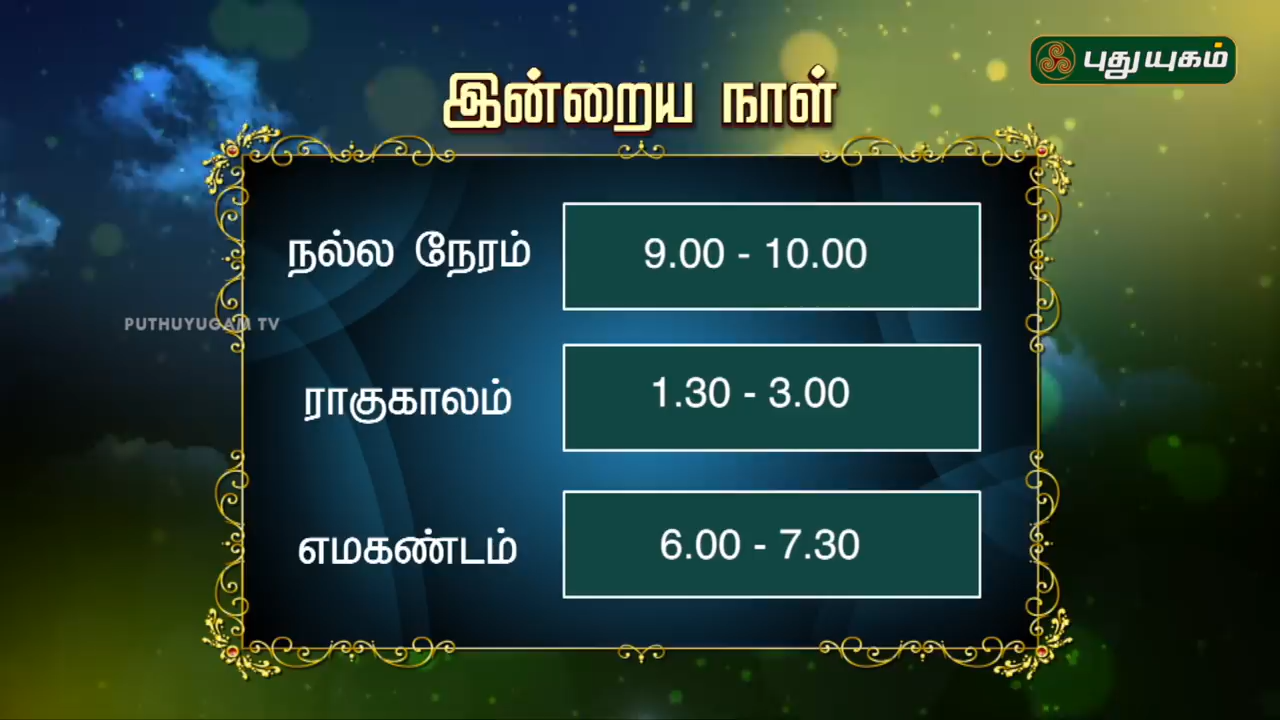 புதுயுகம்
இன்றைய நாள்
நல்ல நேரம் 9.00 - 10.00
PUTHUYUGAM TV
ராகுகாலம் 1.30 - 3.00
எமகண்டம் 6.00 - 7.30